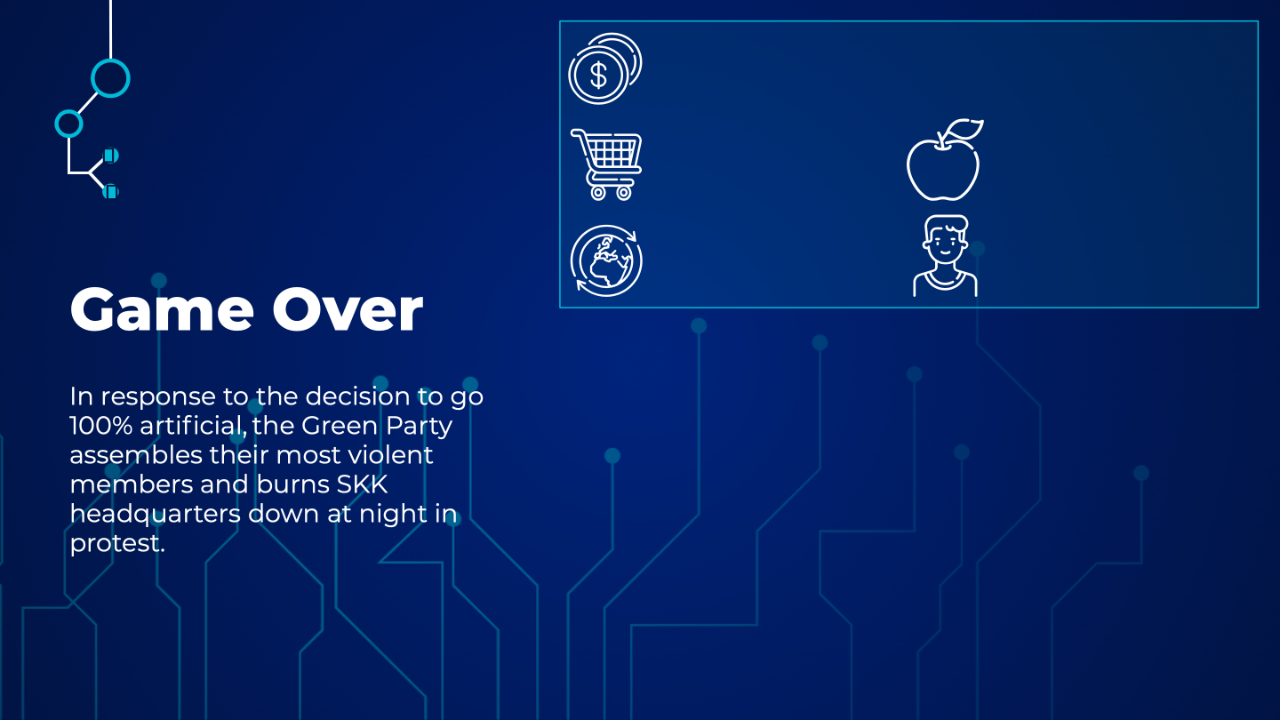 $
Game Over
In response to the decision to go
100% artificial, the Green Party
assembles their most violent
members and burns SKK
headquarters down at night in
protest.